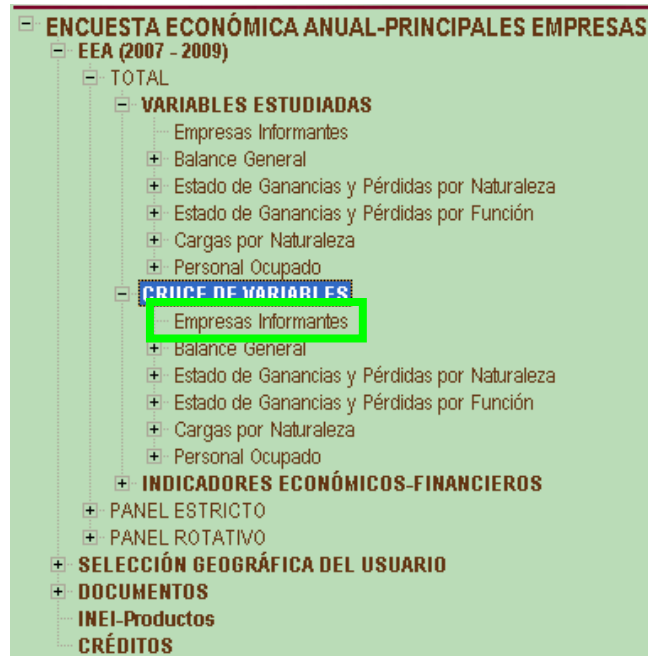 ENCUESTA ECONÓMICA ANUAL-PRINCIPALES EMPRESAS
EEA (2007 - 2009)
TOTAL
VARIABLES ESTUDIADAS
Empresas Informantes
Balance General
Estado de Ganancias y Pérdidas por Naturaleza
Estado de Ganancias y Pérdidas por Función
Cargas por Naturaleza
Personal Ocupado
CRUCE DE VARIABLES
Empresas Informantes
Balance General
Estado de Ganancias y Pérdidas por Naturaleza
Estado de Ganancias y Pérdidas por Función
Cargas por Naturaleza
Personal Ocupado
INDICADORES ECONÓMICOS-FINANCIEROS
PANEL ESTRICTO
PANEL ROTATIVO
SELECCIÓN GEOGRÁFICA DEL USUARIO
DOCUMENTOS
INEI-Productos
CRÉDITOS